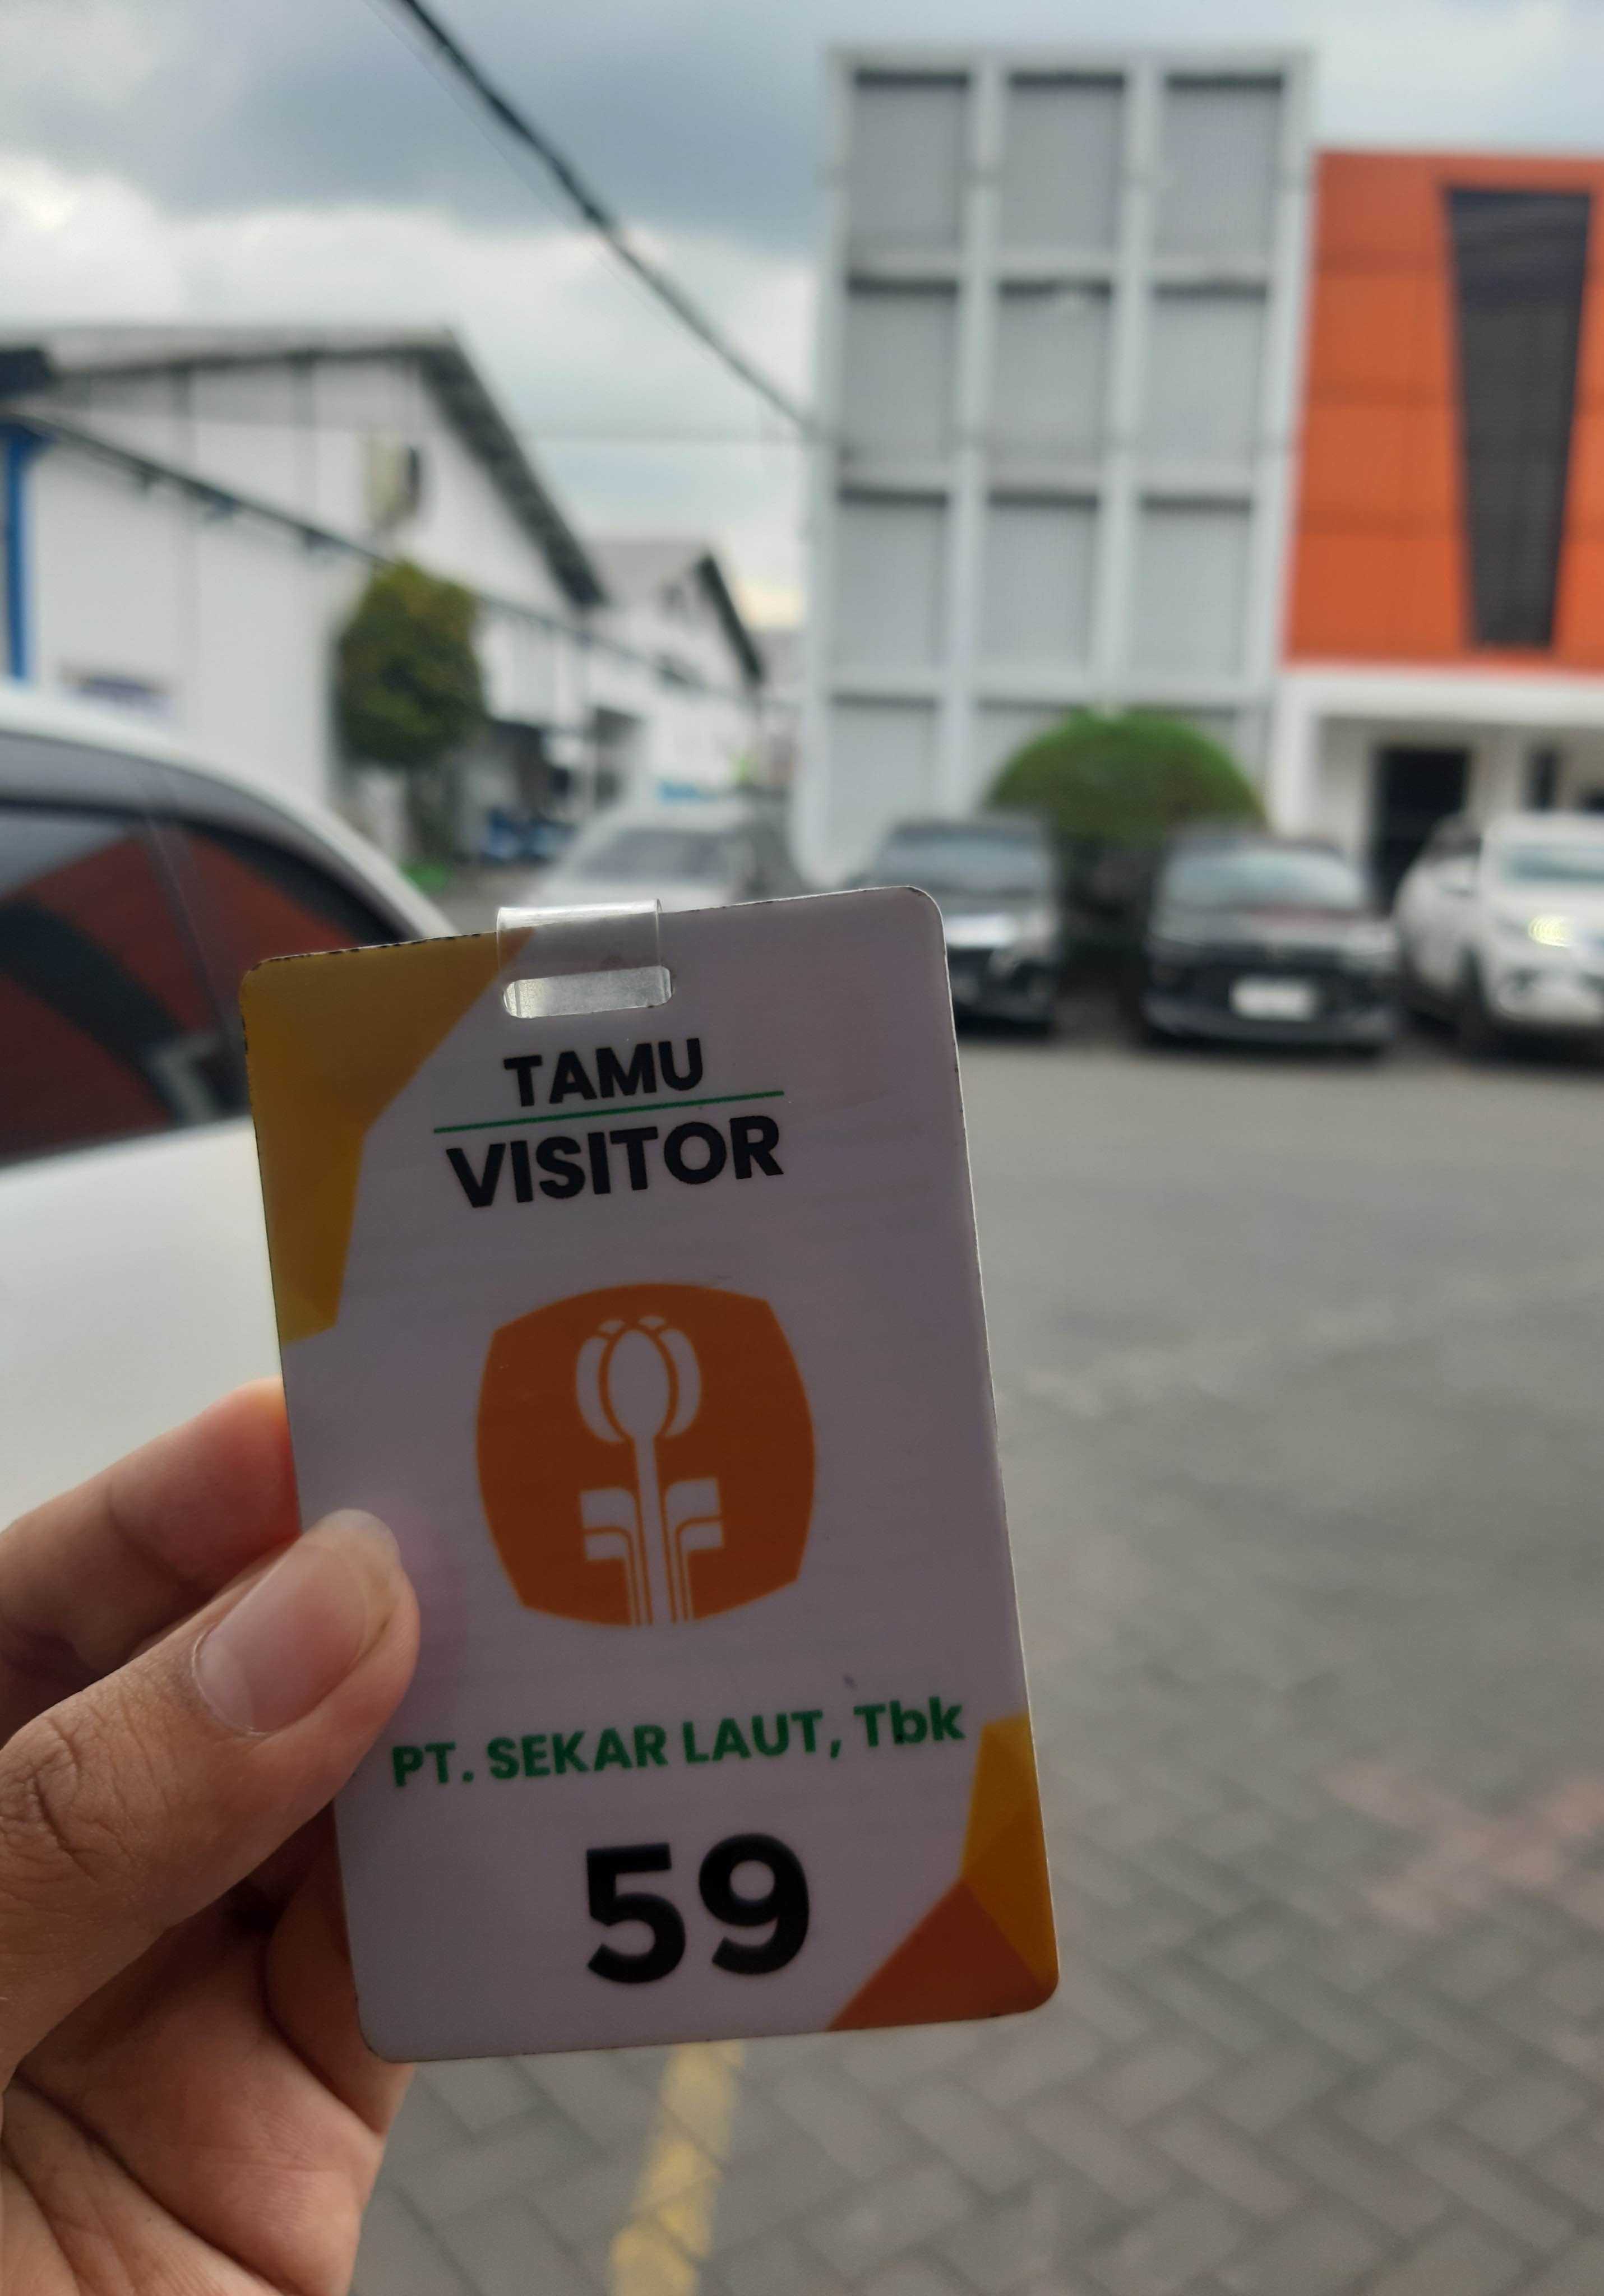 TAMU
VISITOR
PT. SEKAR LAUT, Tbk
59